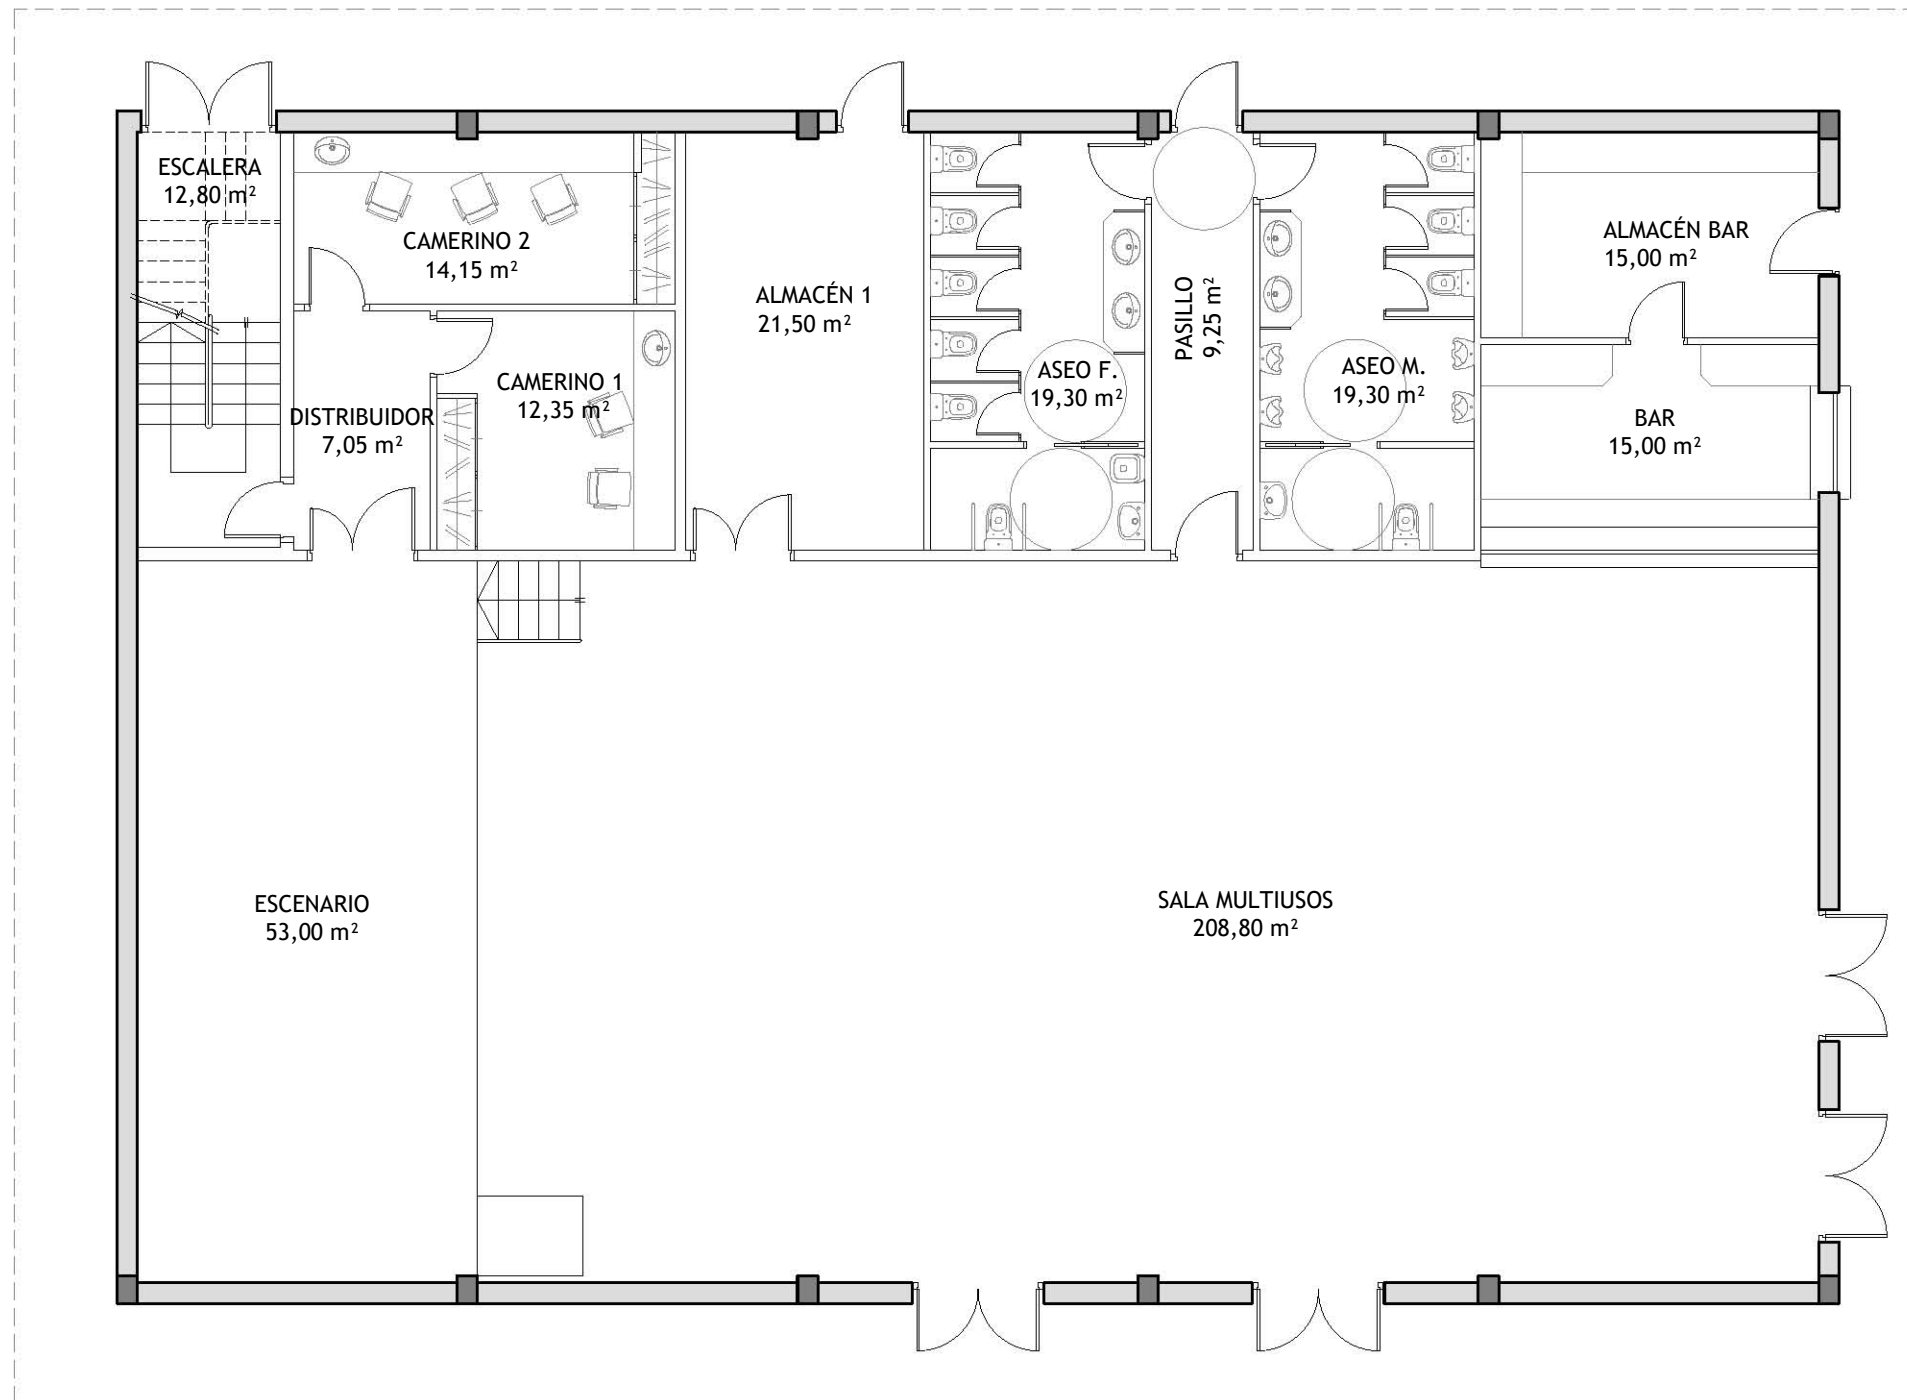 ESCALERA
12,80 m²
CAMERINO 2
14,15 m²
ALMACÉN 1
21,50 m²
PASILLO
9,25 m²
ALMACÉN BAR
15,00 m²
CAMERINO 1
12,35 m²
DISTRIBUIDOR
7,05 m²
ASEO F.
19,30 m²
ASEO M.
19,30 m²
BAR
15,00 m²
ESCENARIO
53,00 m²
SALA MULTIUSOS
208,80 m²